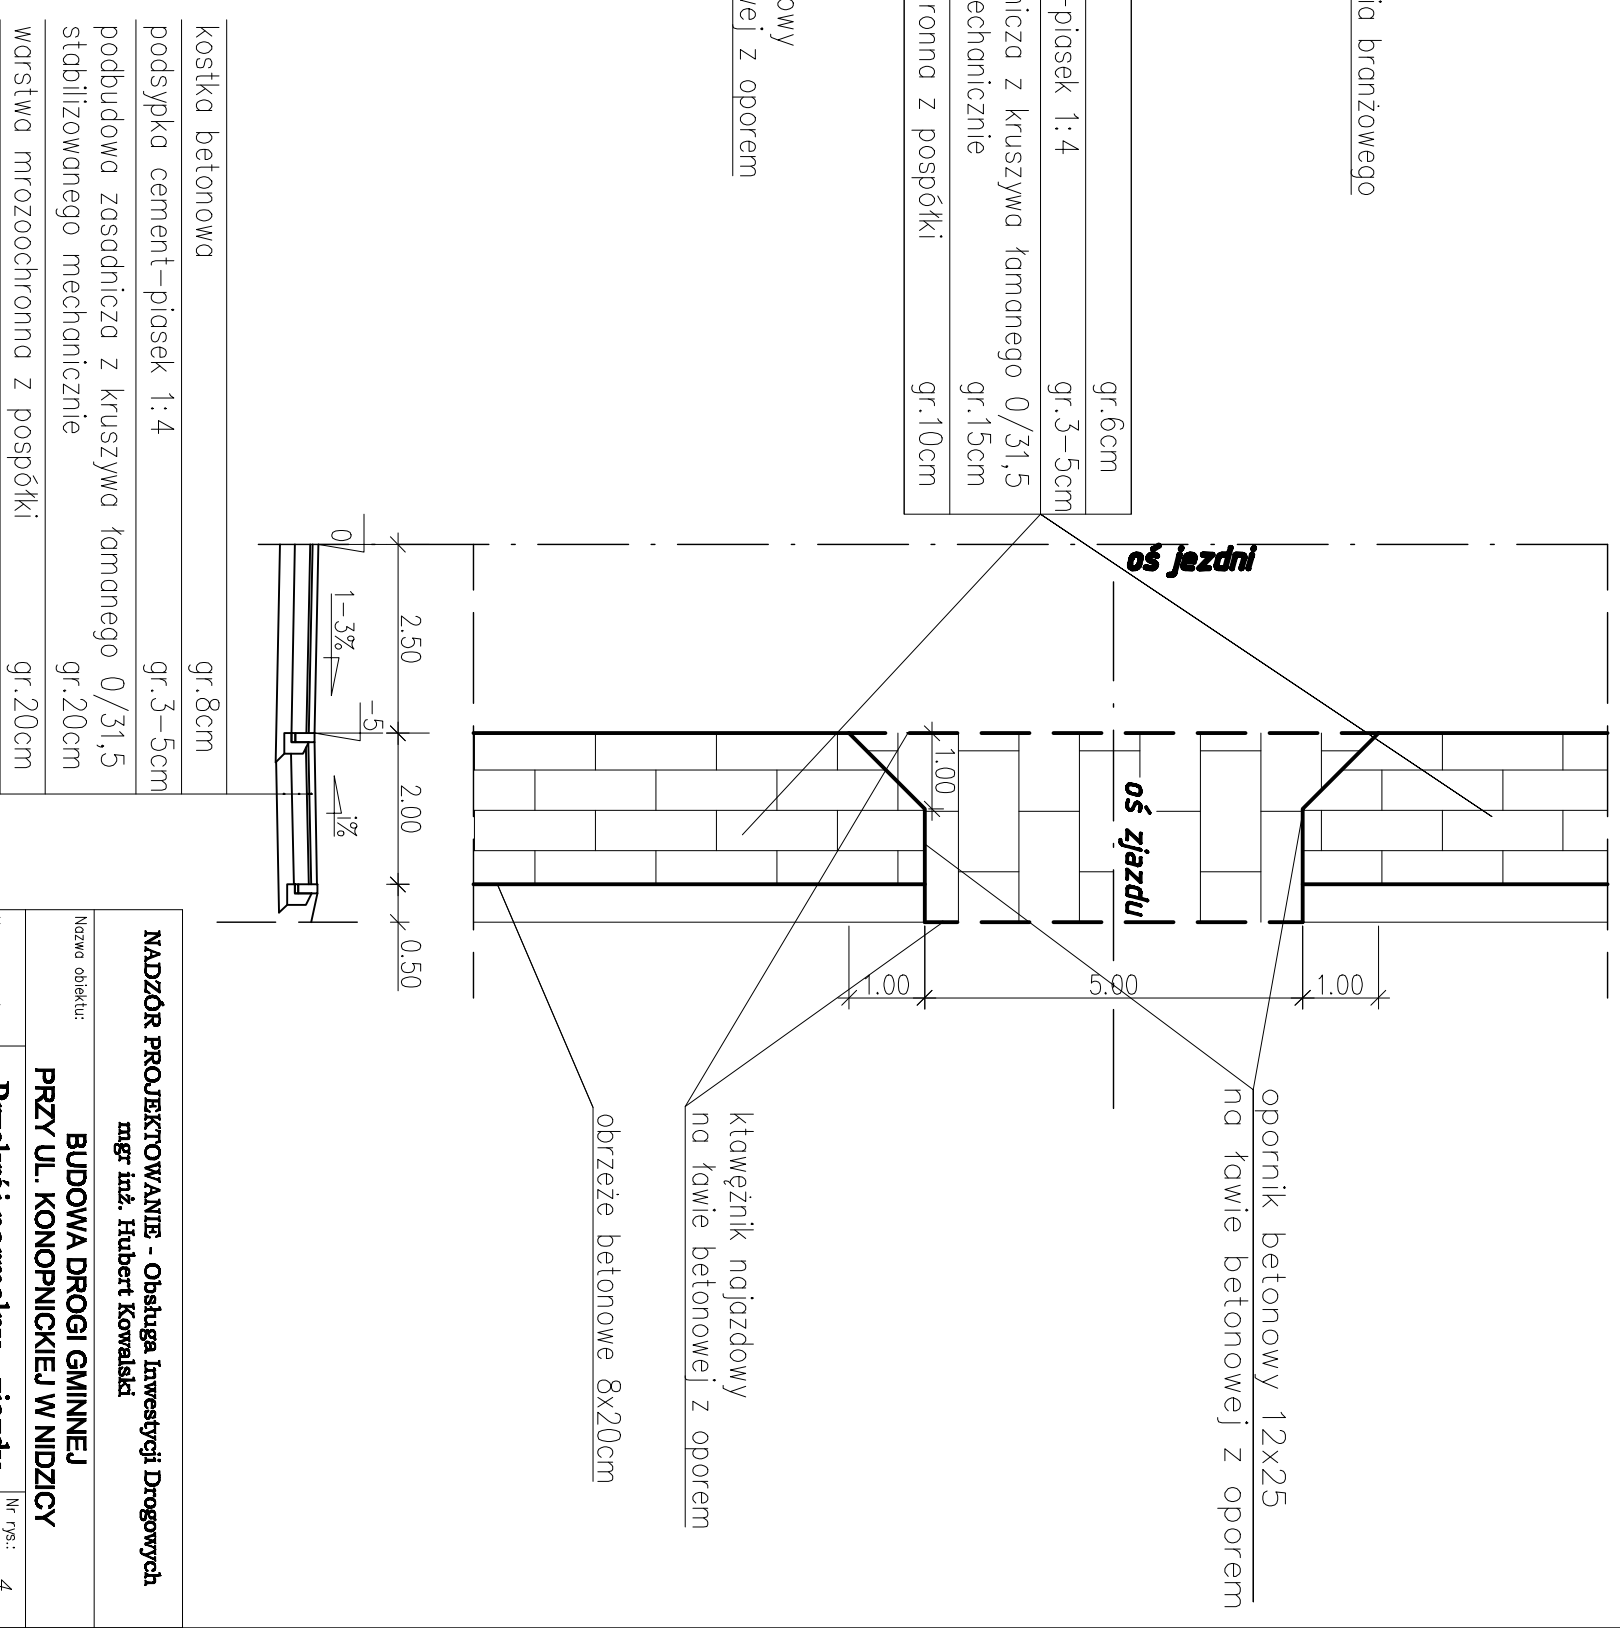 ia branżowego
gr.6cm
-piasek 1:4 gr.3-5cm
nicza z kruszywa łamanego 0/31,5
echanicznie gr.15cm
ronna z pospółki gr.10cm
owy
wej z oporem
oś jezdni
oś zjazdu
1.00
1.00
5.00
1.00
opornik betonowy 12x25
na ławie betonowej z oporem
ktawężnik najazdowy
na ławie betonowej z oporem
obrzeże betonowe 8x20cm
2.50
2.00
0.50
0
-5
1-3%
i%
kostka betonowa gr.8cm
podsypka cement-piasek 1:4 gr.3-5cm
podbudowa zasadnicza z kruszywa łamanego 0/31,5
stabilizowanego mechanicznie gr.20cm
warstwa mrozoochronna z pospółki gr.20cm
NADZÓR PROJEKTOWANIE - Obsługa Inwestycji Drogowych
mgr inż. Hubert Kowalski
Nazwa obiektu:
BUDOWA DROGI GMINNEJ
PRZY UL. KONOPNICKIEJ W NIDZICY
Nr rys.: 4